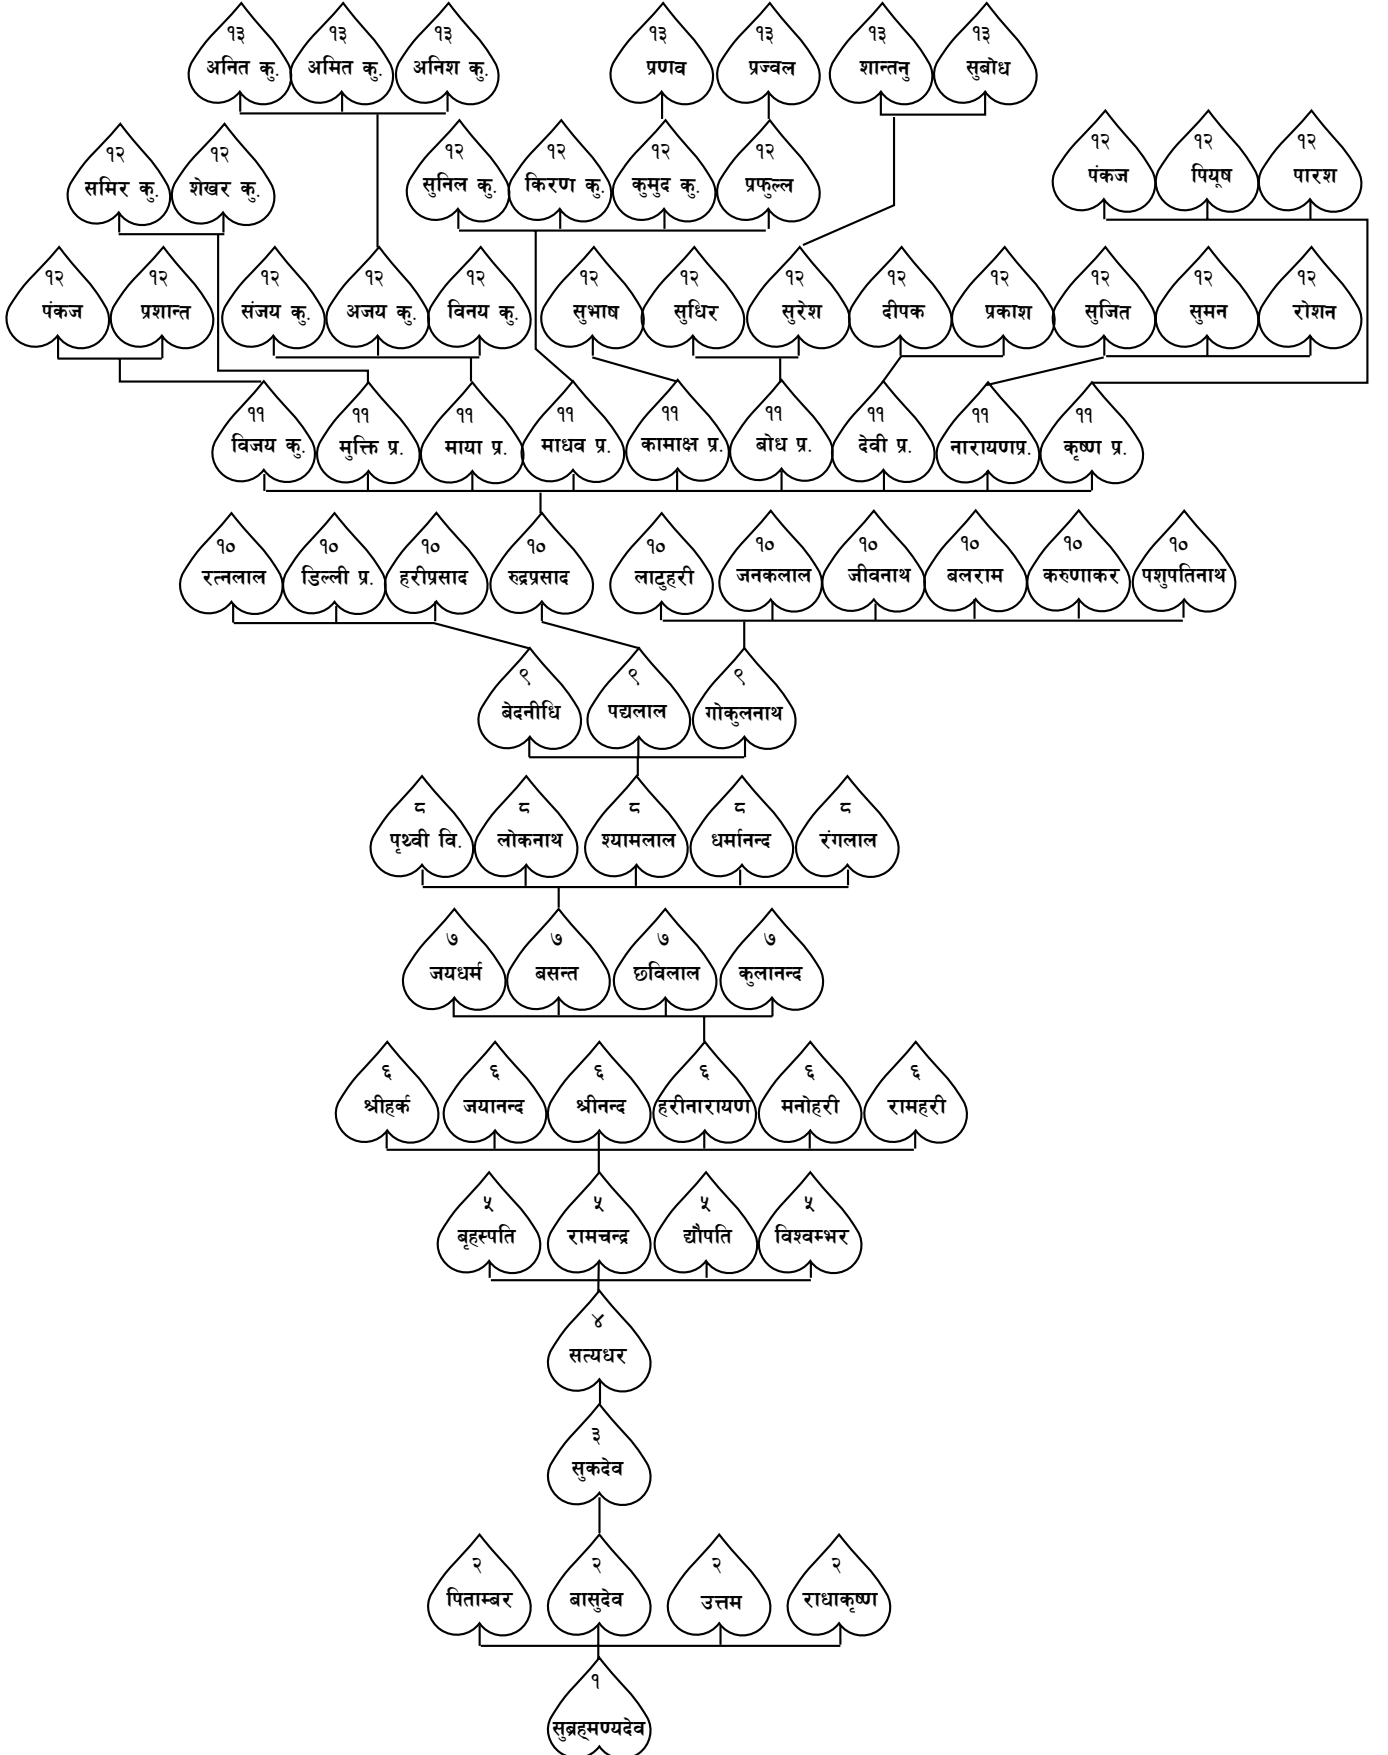 १३ १३ १३ १३ १३ १३ १३
अनित कु. अमित कु. अनिश कु. प्रणव प्रज्वल शान्तनु सुबोध
१२ १२ १२ १२ १२ १२ १२ १२ १२
समिर कु. शेखर कु. सुनिल कु. किरण कु. कुमुद कु. प्रफुल्ल पंकज पियूष पारश
१२ १२ १२ १२ १२ १२ १२ १२ १२ १२ १२ १२ १२
पंकज प्रशान्त संजय कु. अजय कु. विनय कु. सुभाष सुधिर सुरेश दीपक प्रकाश सुजित सुमन रोशन
११ ११ ११ ११ ११ ११ ११ ११ ११
विजय कु. मुक्ति प्र. माया प्र. माधव प्र. कामाक्ष प्र. बोध प्र. देवी प्र. नारायणप्र. कृष्ण प्र.
१० १० १० १० १० १० १० १० १० १०
रत्नलाल डिल्ली प्र. हरीप्रसाद रुद्रप्रसाद लाटुहरी जनकलाल जीवनाथ बलराम करुणाकर पशुपतिनाथ
९ ९ ९
बेदनीधि पद्यलाल गोकुलनाथ
८ ८ ८ ८ ८
पृथ्वी वि. लोकनाथ श्यामलाल धर्मानन्द रंगलाल
७ ७ ७ ७
जयधर्म बसन्त छविलाल कुलानन्द
६ ६ ६ ६ ६ ६
श्रीहर्क जयानन्द श्रीनन्द हरीनारायण मनोहरी रामहरी
५ ५ ५ ५
बृहस्पति रामचन्द्र द्यौपति विश्वम्भर
४
सत्यधर
३
सुकदेव
२ २ २ २
पिताम्बर बासुदेव उत्तम राधाकृष्ण
१
सुब्रह्मण्यदेव